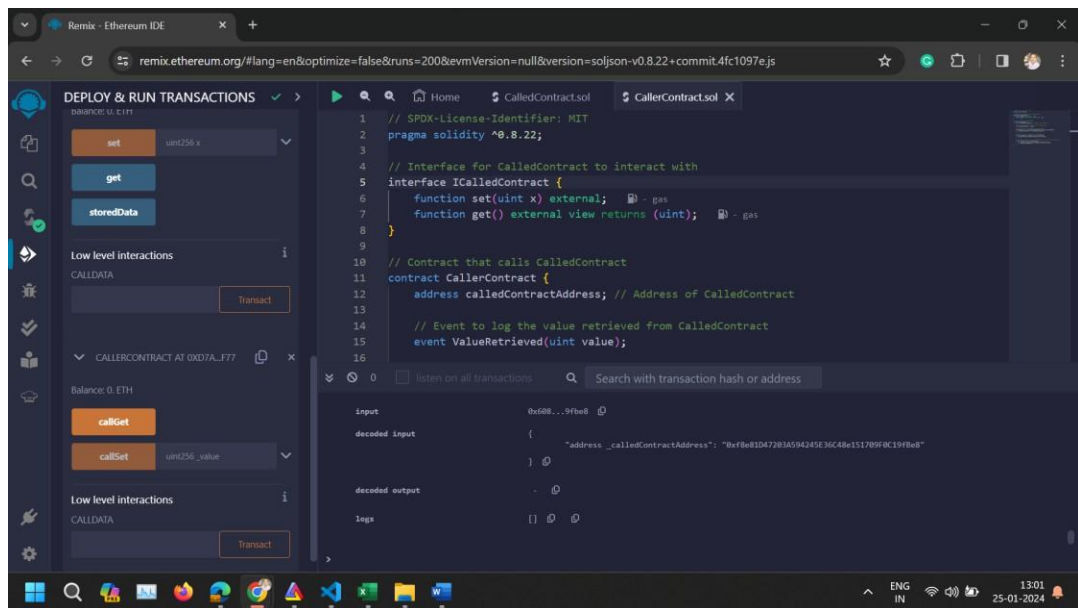 Remix - Ethereum IDE
remix.ethereum.org/#lang=en&optimize=false&runs=200&evmVersion=null&version=soljson-v0.8.22+commit.4fc1097e.js
DEPLOY & RUN TRANSACTIONS
Balance: 0. ETH
set uint256 x
get
storedData
Low level interactions i
CALLDATA
Transact
CALLERCONTRACT AT 0XD7A...F77
Balance: 0. ETH
callGet
callSet uint256 _value
Low level interactions i
CALLDATA
Transact
Home CalledContract.sol CallerContract.sol
1 // SPDX-License-Identifier: MIT
2 pragma solidity ^0.8.22;
3
4 // Interface for CalledContract to interact with
5 interface ICalledContract {
6 function set(uint x) external; - gas
7 function get() external view returns (uint); - gas
8 }
9
10 // Contract that calls CalledContract
11 contract CallerContract {
12 address calledContractAddress; // Address of CalledContract
13
14 // Event to log the value retrieved from CalledContract
15 event ValueRetrieved(uint value);
16
0 listen on all transactions Search with transaction hash or address
input 0x608...9fbe8
decoded input {
"address _calledContractAddress": "0xf8e81D47203A594245E36C48e151709F0C19fBe8"
}
decoded output -
logs []
>
ENG
IN
13:01
25-01-2024